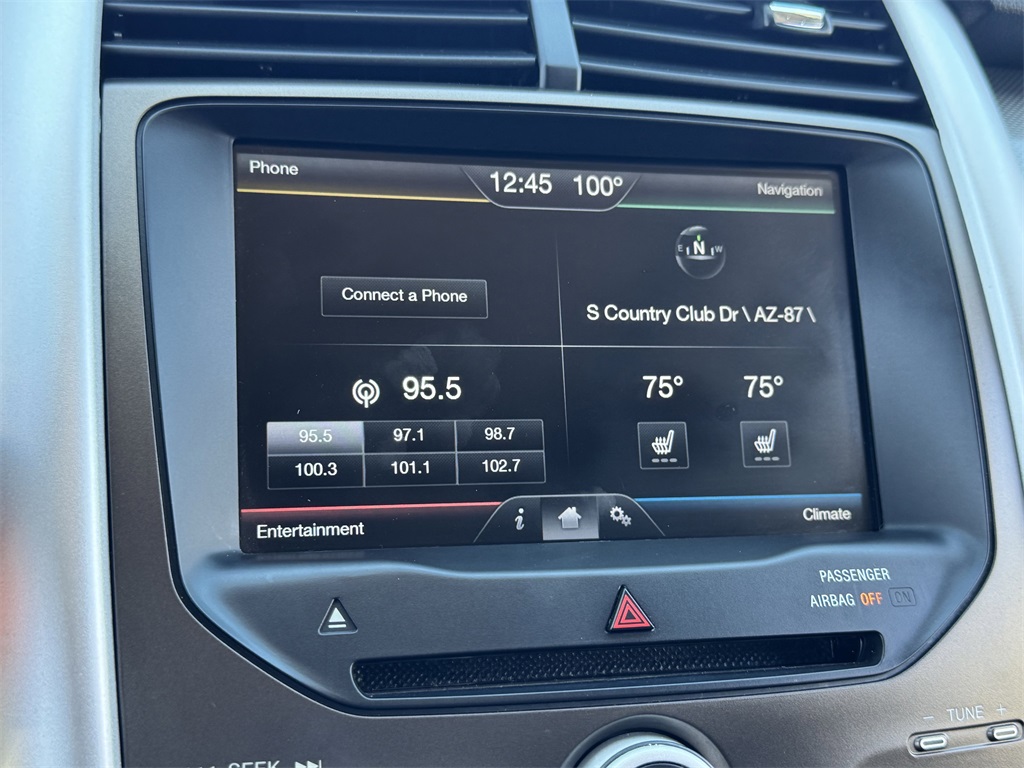 Phone
12:45 100°
Navigation
E N W
Connect a Phone
S Country Club Dr \ AZ-87 \
95.5
75° 75°
95.5 97.1 98.7
100.3 101.1 102.7
Entertainment
i
Climate
PASSENGER
AIRBAG OFF ON
− TUNE +
SEEK